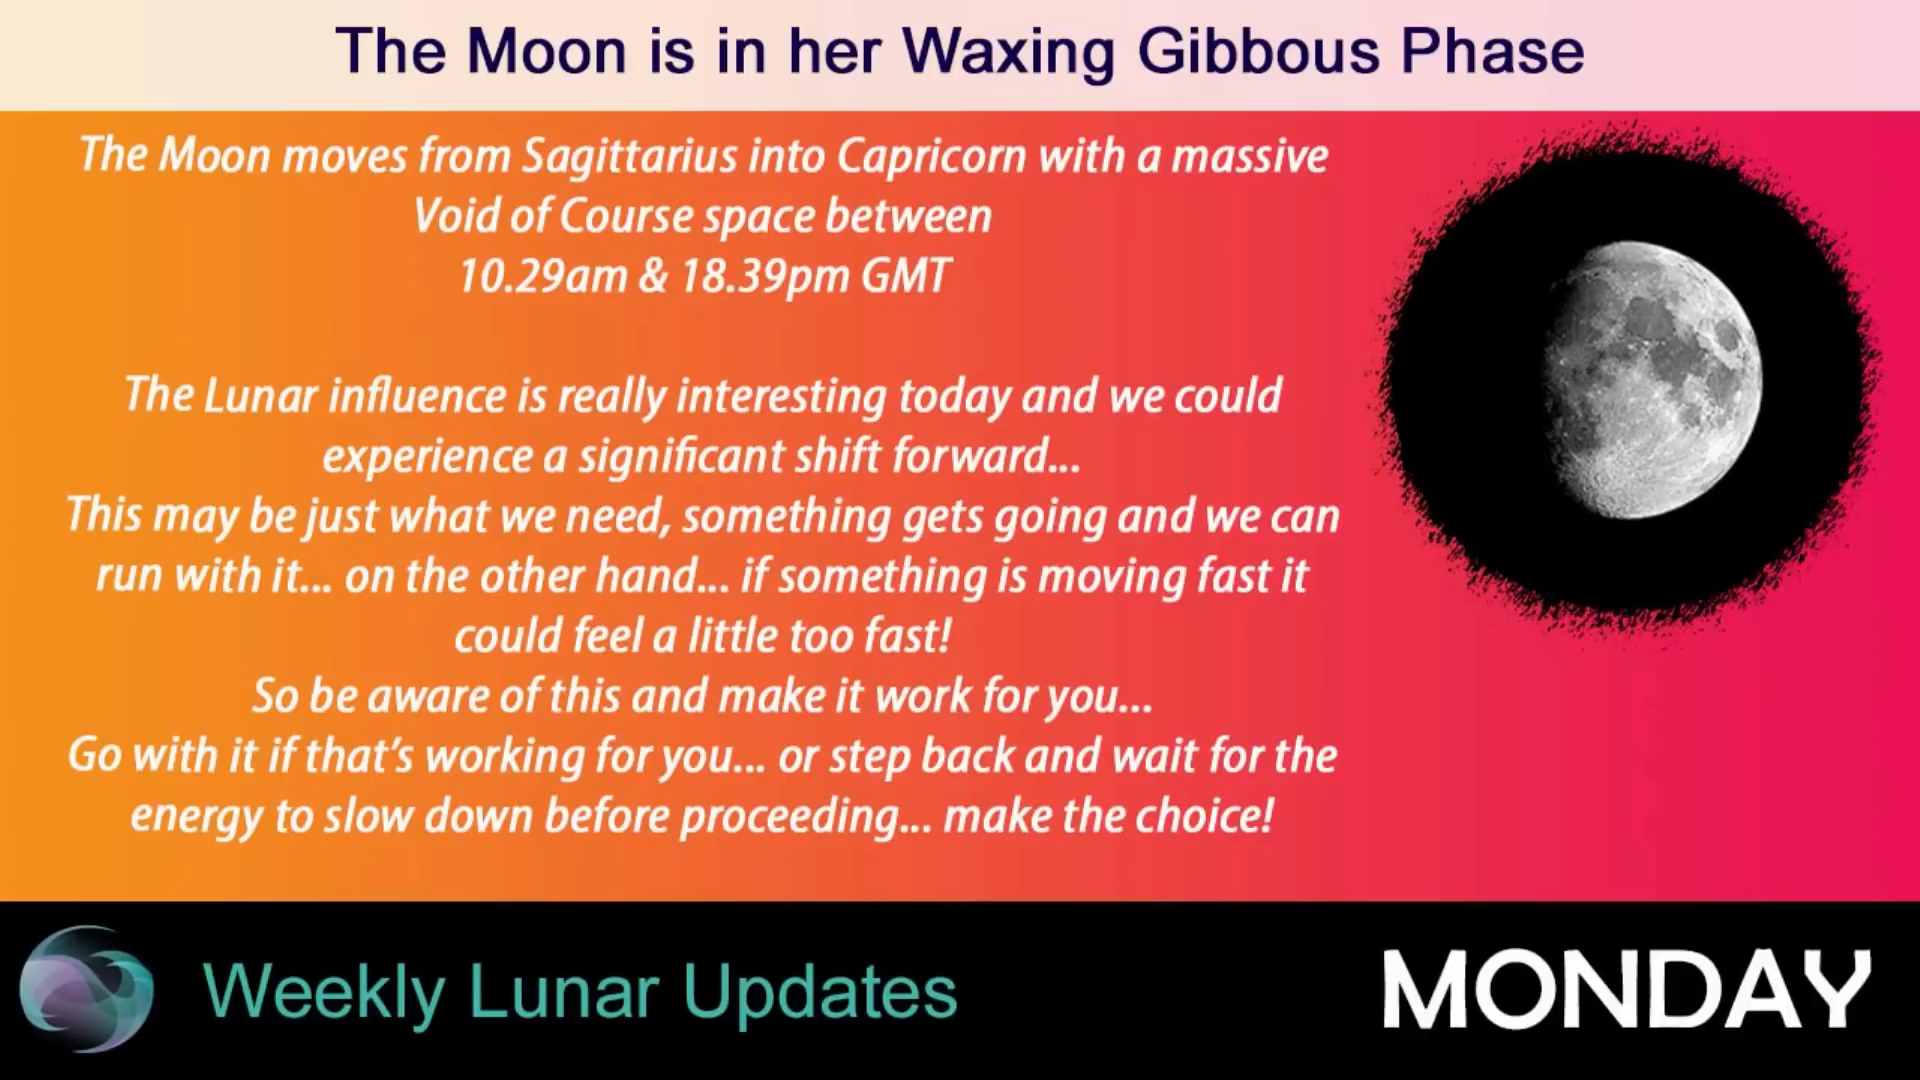 The Moon is in her Waxing Gibbous Phase
The Moon moves from Sagittarius into Capricorn with a massive
Void of Course space between
10.29am & 18.39pm GMT
The Lunar influence is really interesting today and we could
experience a significant shift forward...
This may be just what we need, something gets going and we can
run with it... on the other hand... if something is moving fast it
could feel a little too fast!
So be aware of this and make it work for you...
Go with it if that's working for you... or step back and wait for the
energy to slow down before proceeding... make the choice!
Weekly Lunar Updates
MONDAY